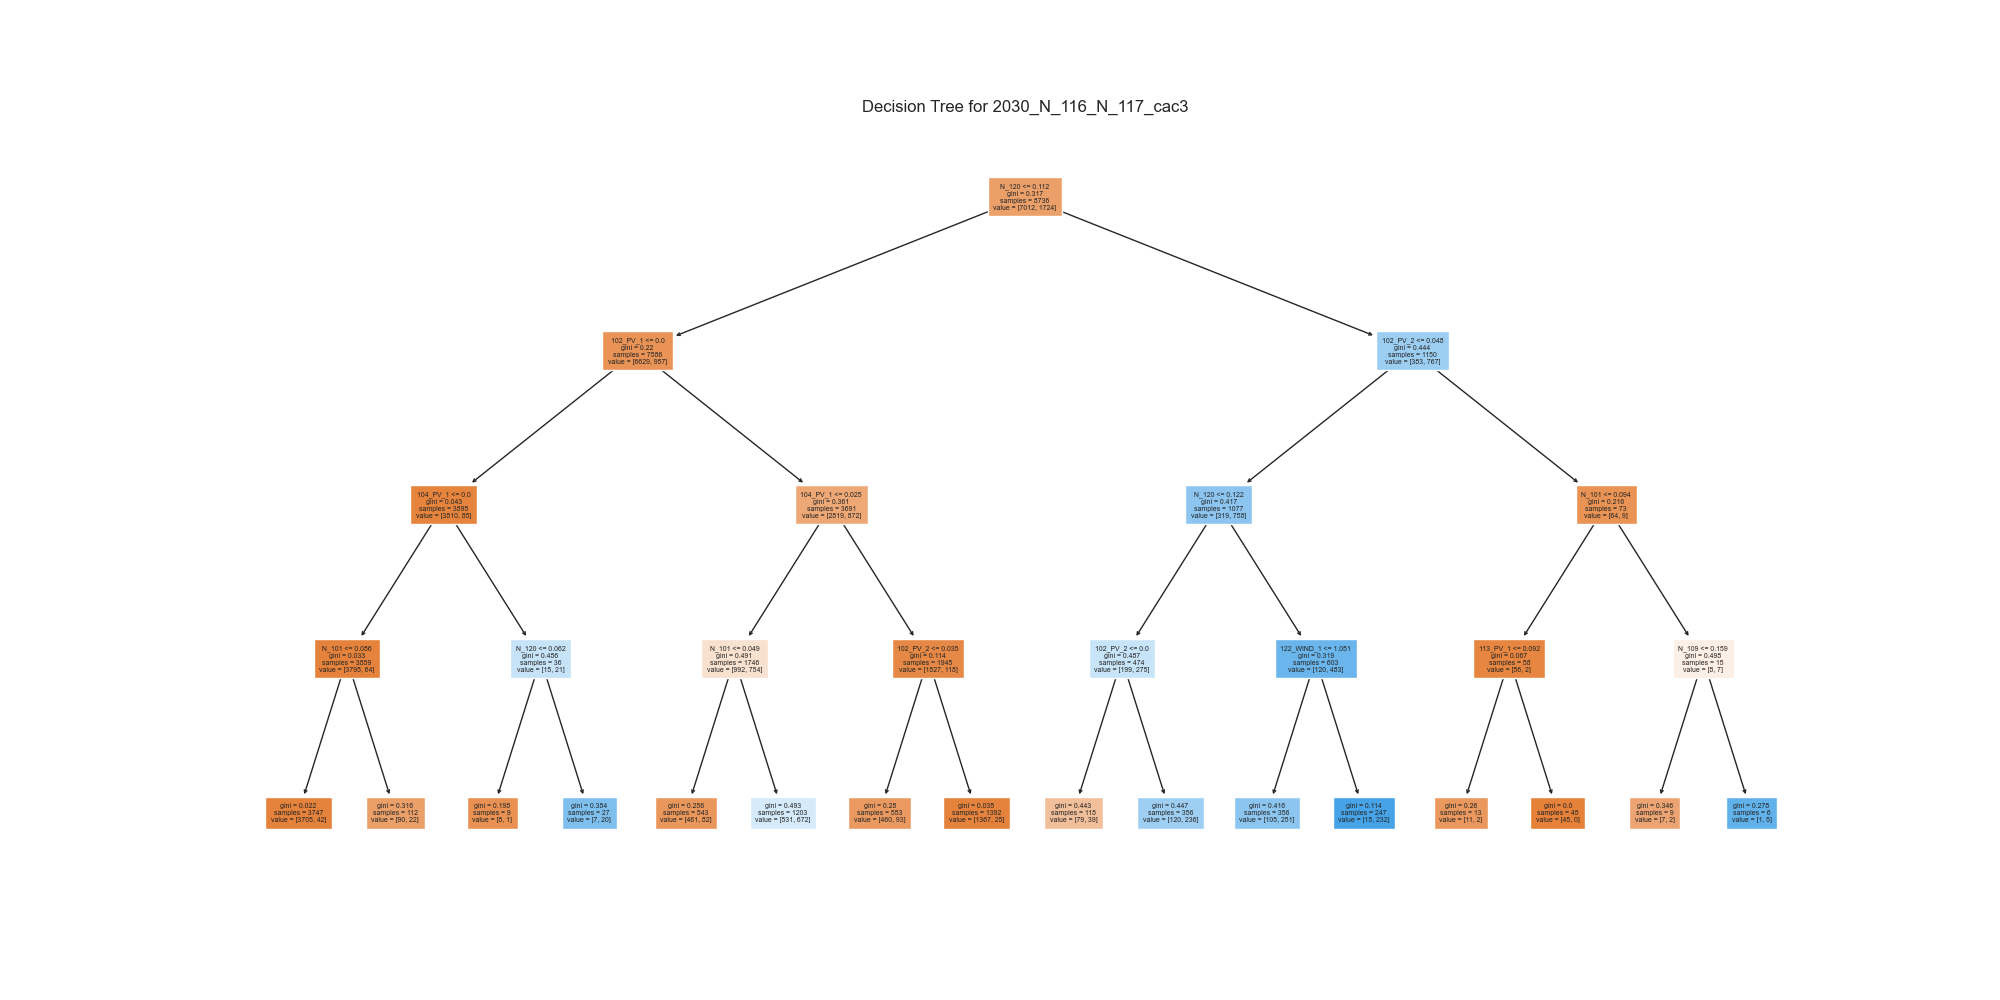 Decision Tree for 2030_N_116_N_117_cac3
N_120 <= 0.112
gini = 0.317
samples = 8736
value = [7012, 1724]
102_PV_1 <= 0.0
gini = 0.22
samples = 7586
value = [6629, 957]
102_PV_2 <= 0.048
gini = 0.444
samples = 1150
value = [383, 767]
104_PV_1 <= 0.0
gini = 0.043
samples = 3895
value = [3810, 85]
104_PV_1 <= 0.025
gini = 0.361
samples = 3691
value = [2819, 872]
N_120 <= 0.122
gini = 0.417
samples = 1077
value = [319, 758]
N_101 <= 0.094
gini = 0.216
samples = 73
value = [64, 9]
N_101 <= 0.086
gini = 0.033
samples = 3859
value = [3795, 64]
N_120 <= 0.062
gini = 0.486
samples = 36
value = [15, 21]
N_101 <= 0.049
gini = 0.491
samples = 1746
value = [992, 754]
102_PV_2 <= 0.035
gini = 0.114
samples = 1945
value = [1827, 118]
102_PV_2 <= 0.0
gini = 0.487
samples = 474
value = [199, 275]
122_WIND_1 <= 1.051
gini = 0.319
samples = 603
value = [120, 483]
113_PV_1 <= 0.092
gini = 0.067
samples = 58
value = [56, 2]
N_109 <= 0.159
gini = 0.498
samples = 15
value = [8, 7]
gini = 0.022
samples = 3747
value = [3705, 42]
gini = 0.316
samples = 112
value = [90, 22]
gini = 0.198
samples = 9
value = [8, 1]
gini = 0.384
samples = 27
value = [7, 20]
gini = 0.256
samples = 543
value = [461, 82]
gini = 0.493
samples = 1203
value = [531, 672]
gini = 0.28
samples = 553
value = [460, 93]
gini = 0.035
samples = 1392
value = [1367, 25]
gini = 0.443
samples = 118
value = [79, 39]
gini = 0.447
samples = 356
value = [120, 236]
gini = 0.416
samples = 356
value = [105, 251]
gini = 0.114
samples = 247
value = [15, 232]
gini = 0.26
samples = 13
value = [11, 2]
gini = 0.0
samples = 45
value = [45, 0]
gini = 0.346
samples = 9
value = [7, 2]
gini = 0.278
samples = 6
value = [1, 5]